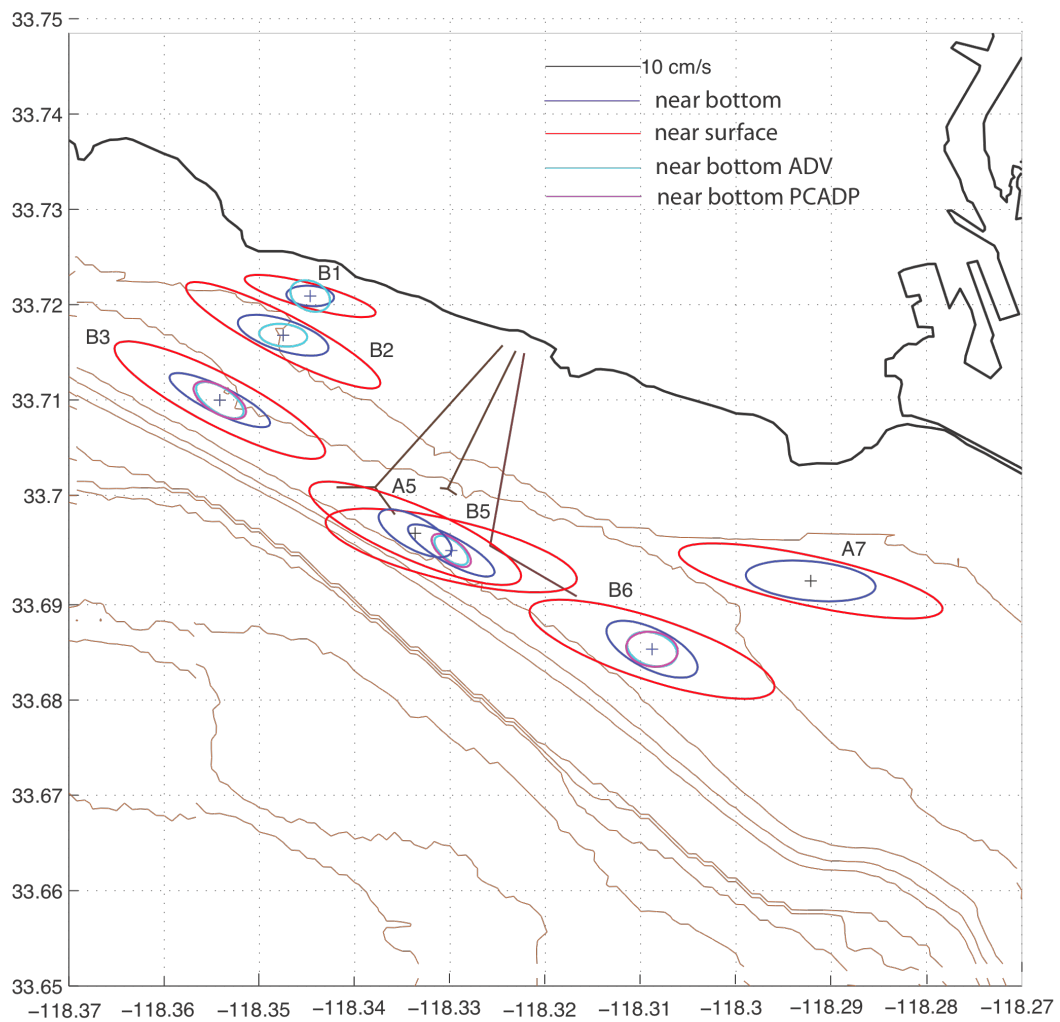 33.75
10 cm/s
near bottom
near surface
near bottom ADV
near bottom PCADP
33.74
33.73
33.72
33.71
33.7
33.69
33.68
33.67
33.66
33.65
B1
B2
B3
A5
B5
A7
B6
−118.37 −118.36 −118.35 −118.34 −118.33 −118.32 −118.31 −118.3 −118.29 −118.28 −118.27